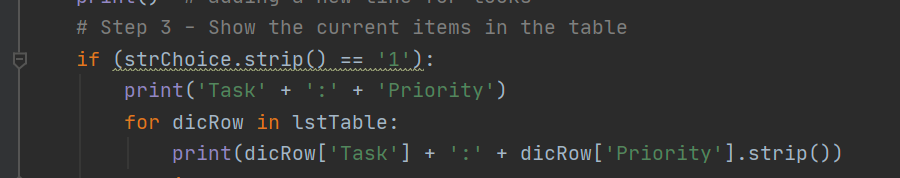 print()  # adding a new line for looks
# Step 3 - Show the current items in the table
if (strChoice.strip() == '1'):
print('Task' + ':' + 'Priority')
for dicRow in lstTable:
print(dicRow['Task'] + ':' + dicRow['Priority'].strip())